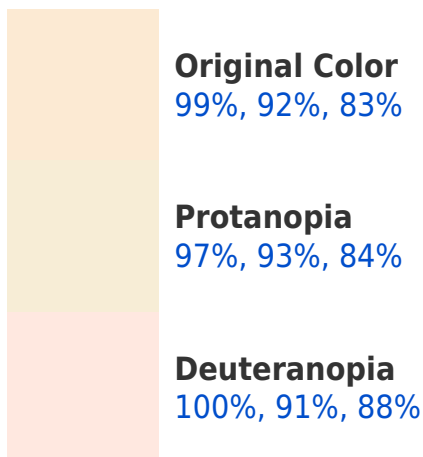 Original Color
99%, 92%, 83%
Protanopia
97%, 93%, 84%
Deuteranopia
100%, 91%, 88%